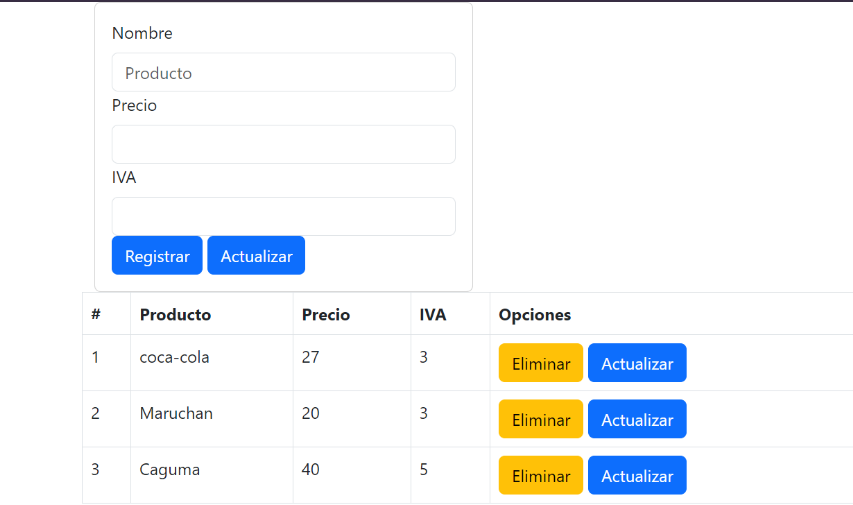 Nombre
Producto
Precio
IVA
Registrar Actualizar
# Producto Precio IVA Opciones
1 coca-cola 27 3 Eliminar Actualizar
2 Maruchan 20 3 Eliminar Actualizar
3 Caguma 40 5 Eliminar Actualizar